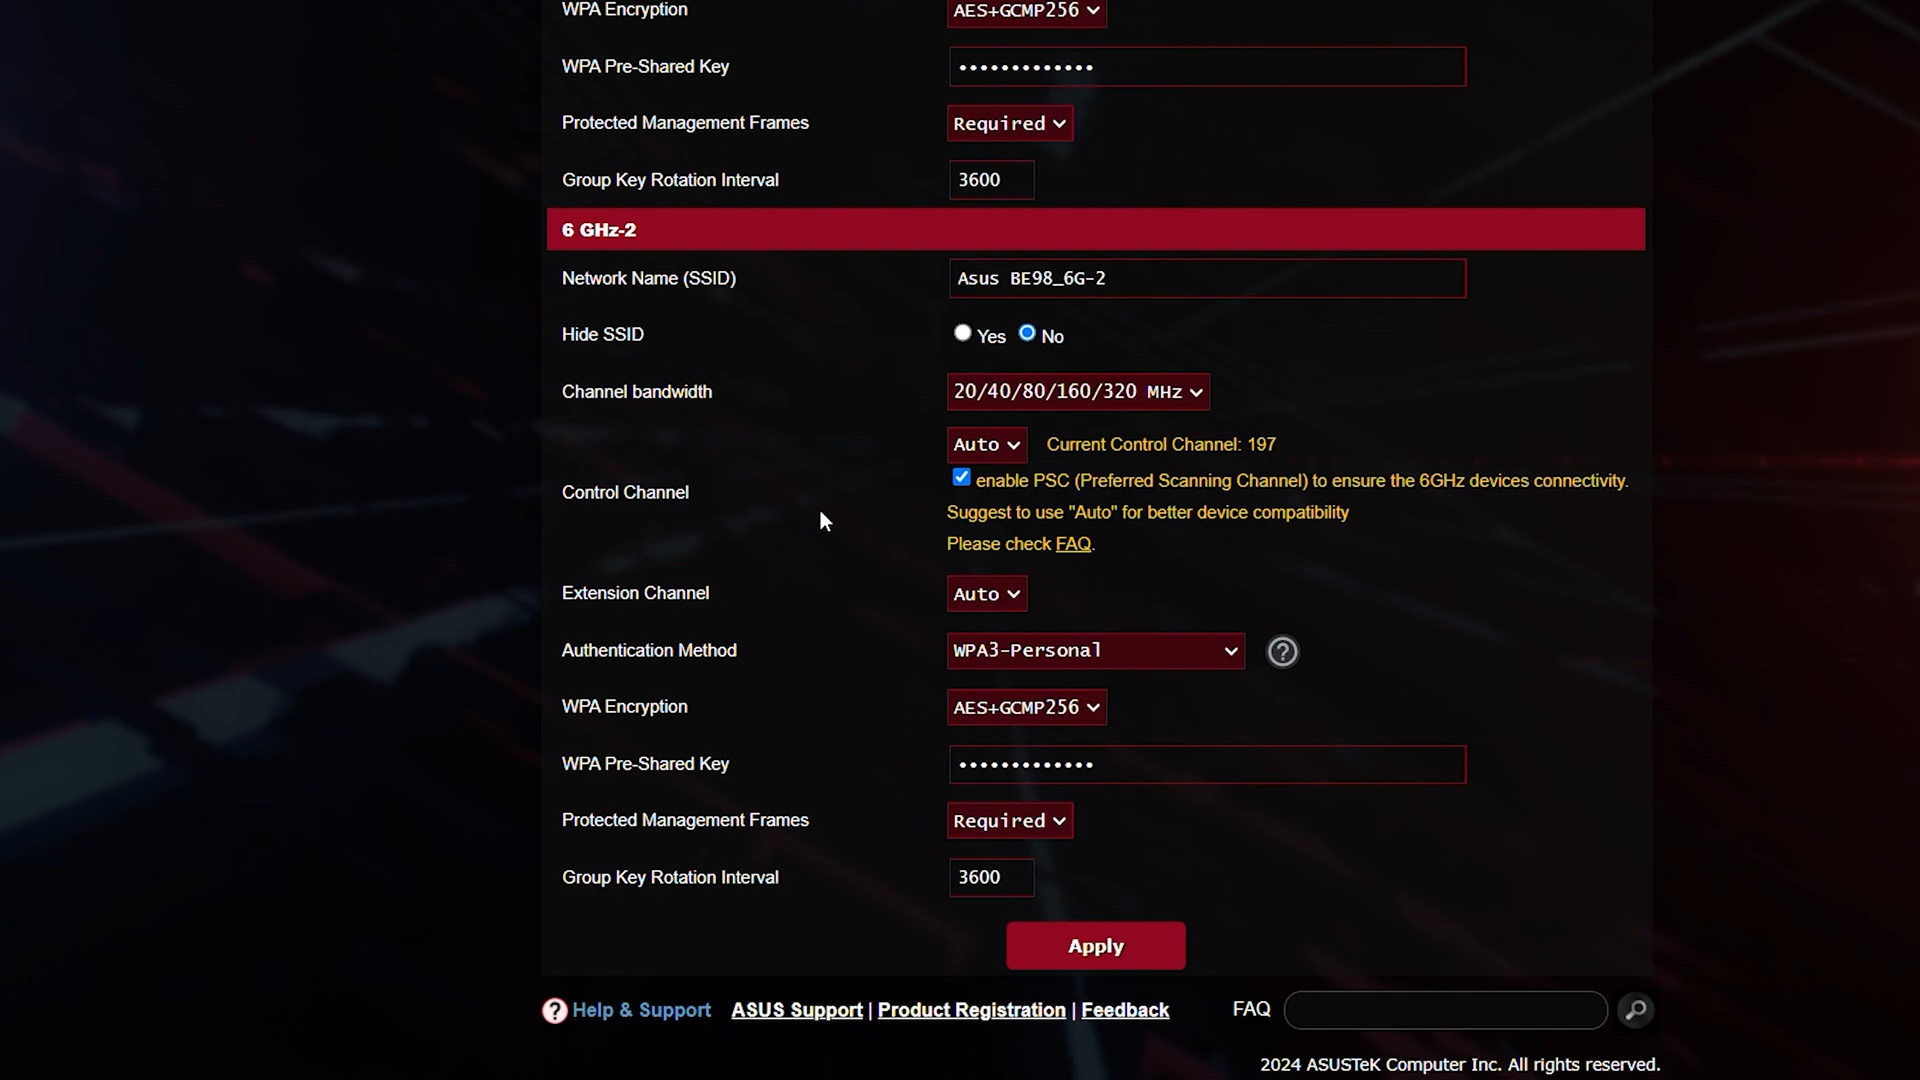 WPA Encryption AES+GCMP256
WPA Pre-Shared Key •••••••••••••
Protected Management Frames Required
Group Key Rotation Interval 3600
6 GHz-2
Network Name (SSID) Asus BE98_6G-2
Hide SSID Yes No
Channel bandwidth 20/40/80/160/320 MHz
Auto Current Control Channel: 197
enable PSC (Preferred Scanning Channel) to ensure the 6GHz devices connectivity.
Control Channel
Suggest to use "Auto" for better device compatibility
Please check FAQ.
Extension Channel Auto
Authentication Method WPA3-Personal ?
WPA Encryption AES+GCMP256
WPA Pre-Shared Key •••••••••••••
Protected Management Frames Required
Group Key Rotation Interval 3600
Apply
? Help & Support ASUS Support | Product Registration | Feedback FAQ
2024 ASUSTeK Computer Inc. All rights reserved.